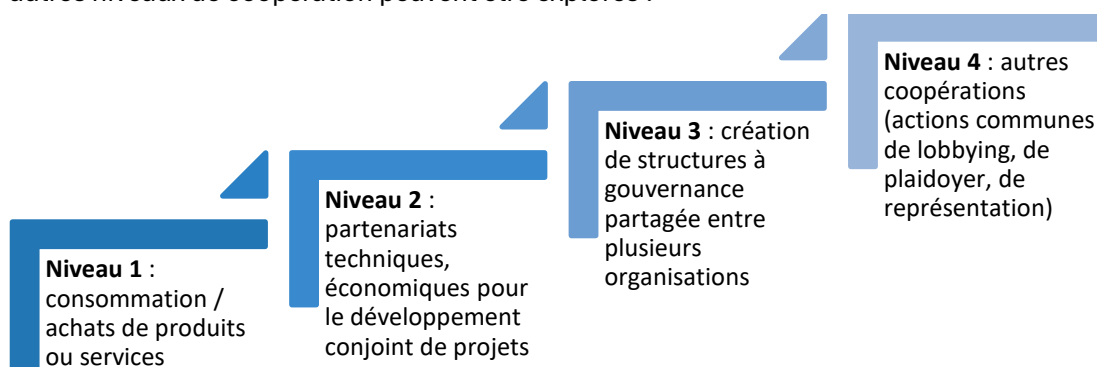 autres niveaux de coopération peuvent être explorés :
Niveau 1 :
consommation /
achats de produits
ou services
Niveau 2 :
partenariats
techniques,
économiques pour
le développement
conjoint de projets
Niveau 3 : création
de structures à
gouvernance
partagée entre
plusieurs
organisations
Niveau 4 : autres
coopérations
(actions communes
de lobbying, de
plaidoyer, de
représentation)